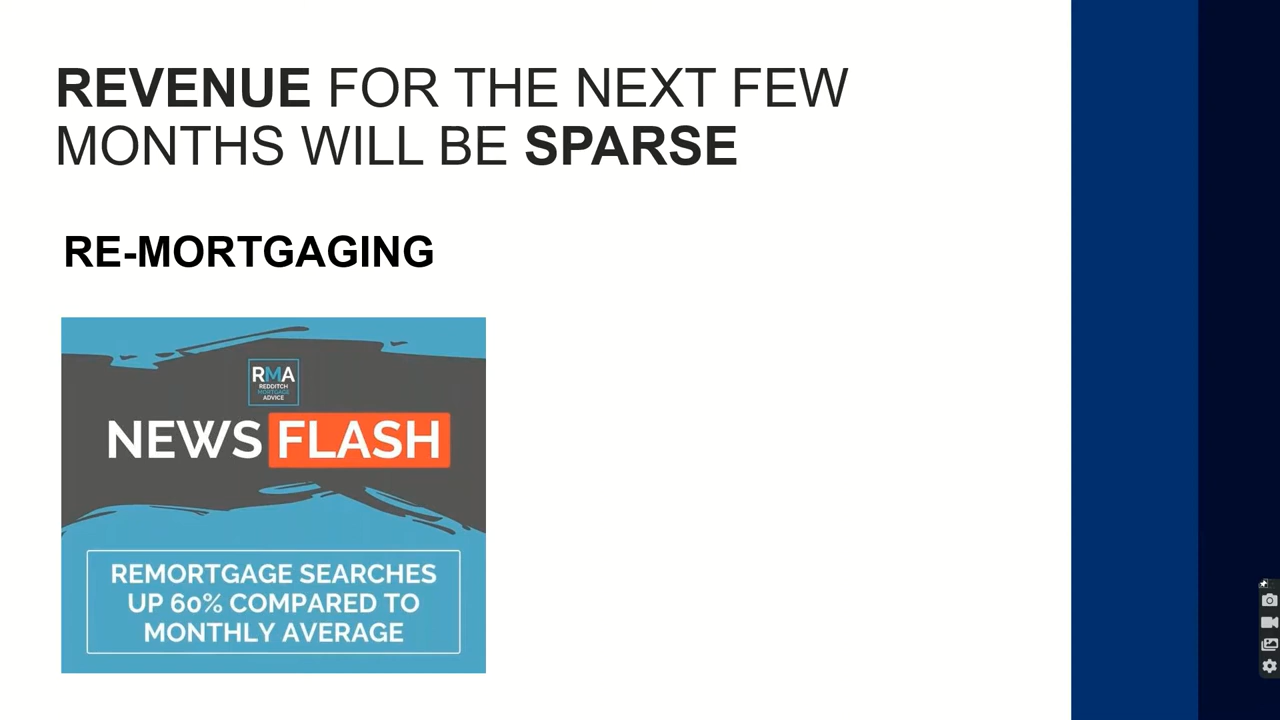 REVENUE FOR THE NEXT FEW
MONTHS WILL BE SPARSE
RE-MORTGAGING
RMA
REDDITCH
MORTGAGE
ADVICE
NEWS FLASH
REMORTGAGE SEARCHES
UP 60% COMPARED TO
MONTHLY AVERAGE